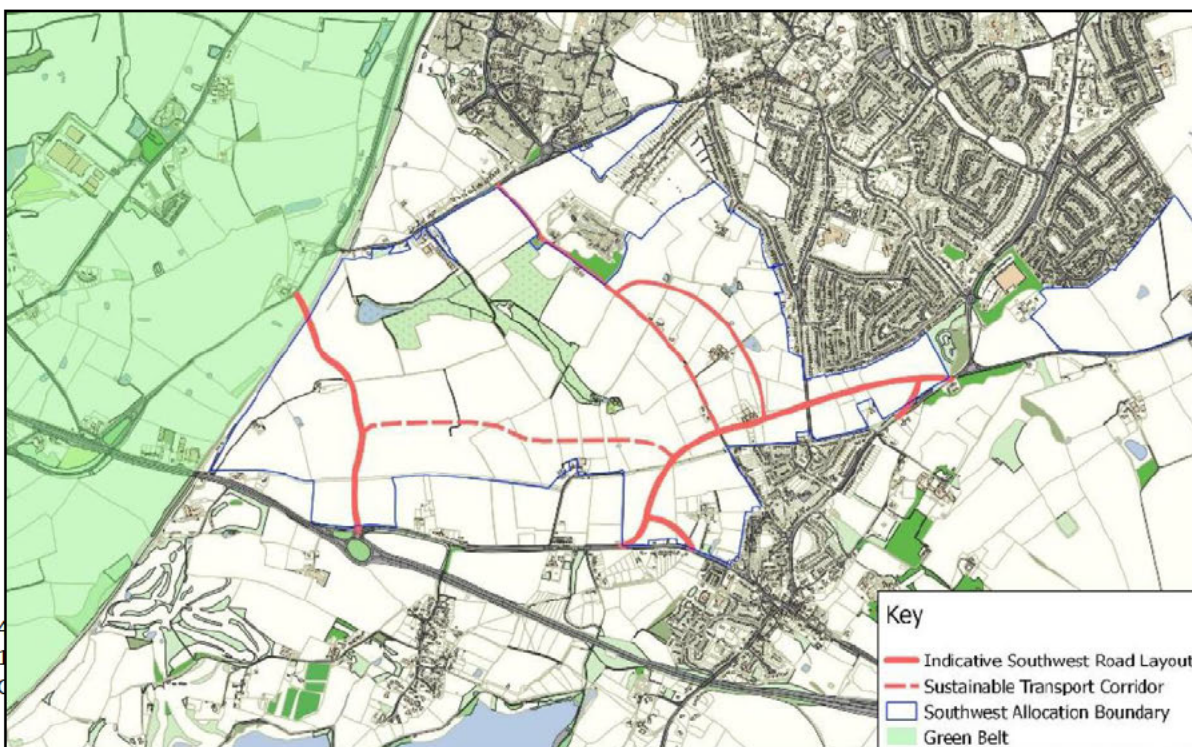 Key
Indicative Southwest Road Layout
Sustainable Transport Corridor
Southwest Allocation Boundary
Green Belt